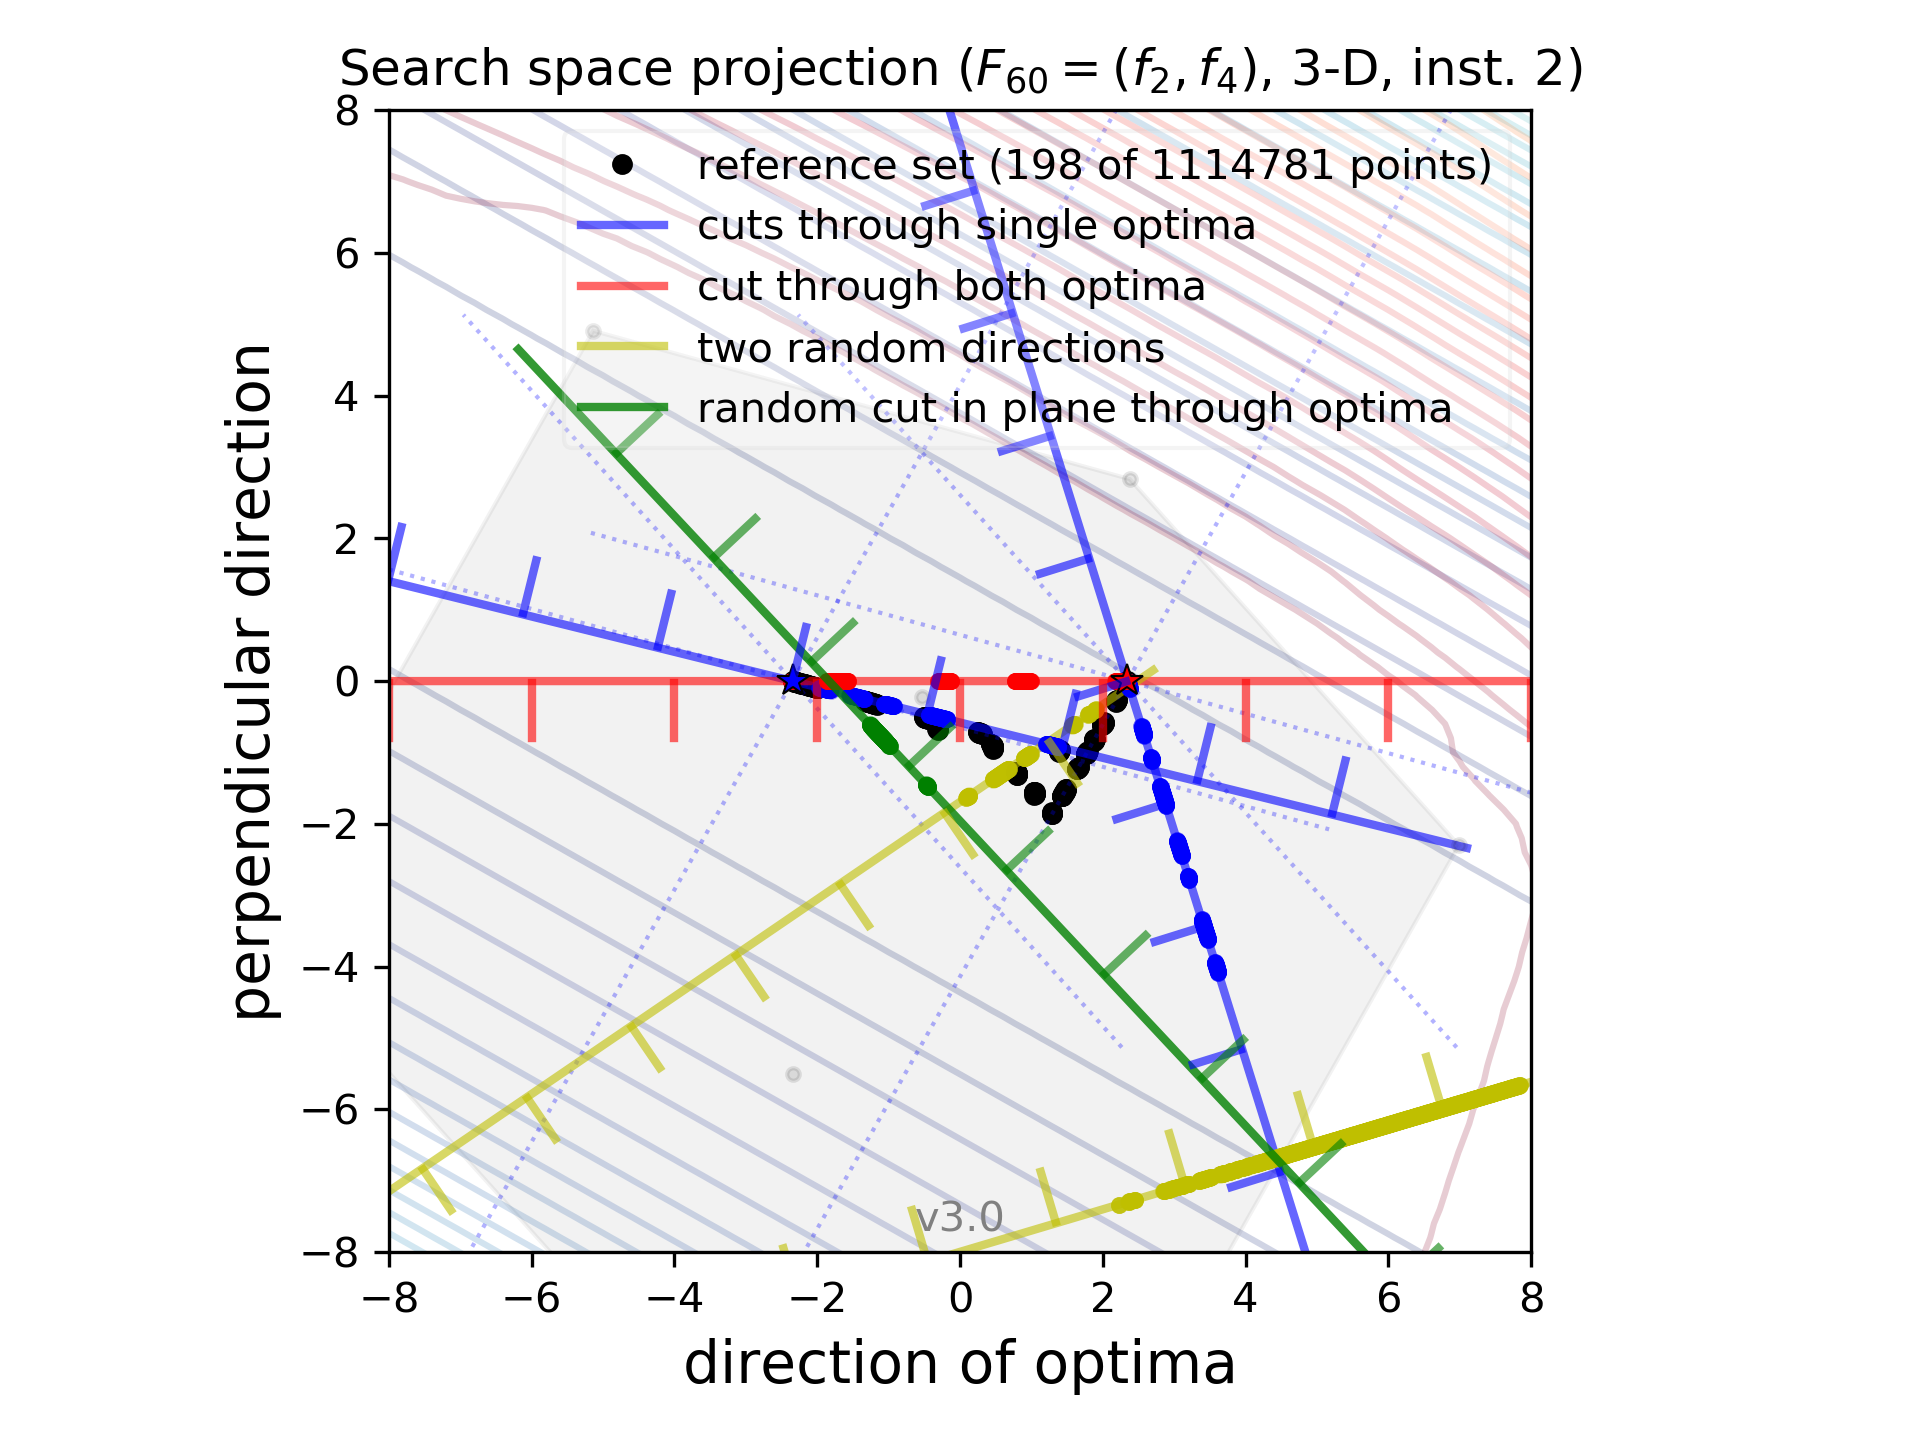 Search space projection (F₆₀ = (f₂, f₄), 3-D, inst. 2)
reference set (198 of 1114781 points)
cuts through single optima
cut through both optima
two random directions
random cut in plane through optima
perpendicular direction
8
6
4
2
0
−2
−4
−6
−8
v3.0
−8 −6 −4 −2 0 2 4 6 8
direction of optima